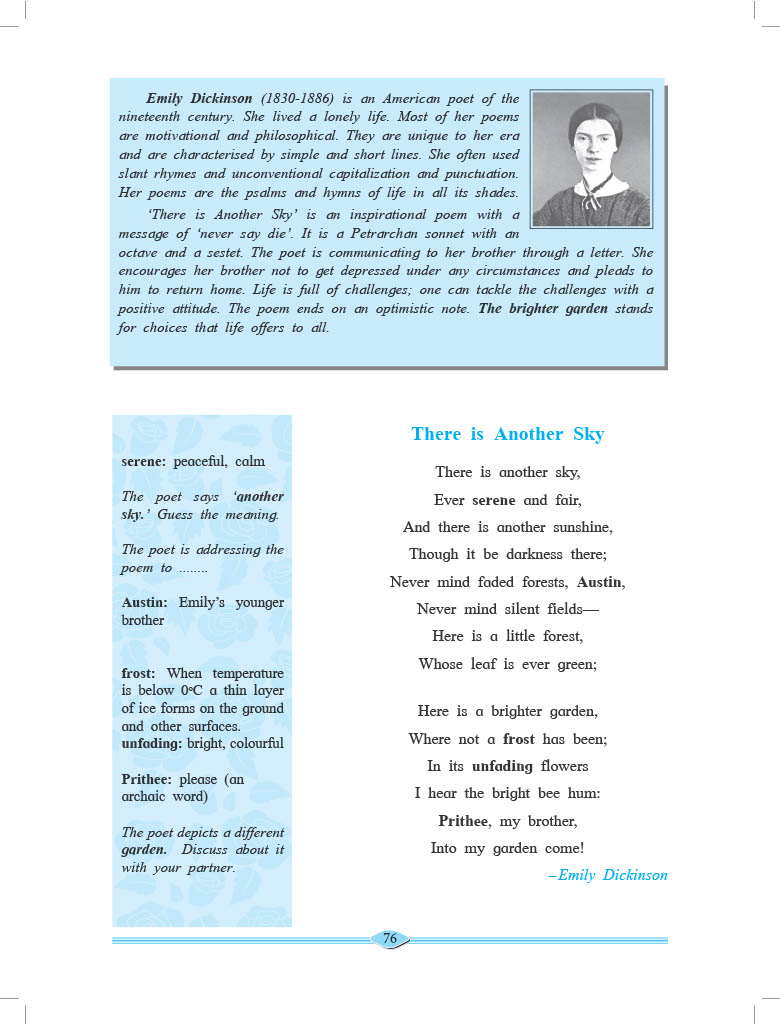 Emily Dickinson (1830-1886) is an American poet of the
nineteenth century. She lived a lonely life. Most of her poems
are motivational and philosophical. They are unique to her era
and are characterised by simple and short lines. She often used
slant rhymes and unconventional capitalization and punctuation.
Her poems are the psalms and hymns of life in all its shades.
‘There is Another Sky’ is an inspirational poem with a
message of ‘never say die’. It is a Petrarchan sonnet with an
octave and a sestet. The poet is communicating to her brother through a letter. She
encourages her brother not to get depressed under any circumstances and pleads to
him to return home. Life is full of challenges; one can tackle the challenges with a
positive attitude. The poem ends on an optimistic note. The brighter garden stands
for choices that life offers to all.
serene: peaceful, calm
The poet says ‘another
sky.’ Guess the meaning.
The poet is addressing the
poem to ........
Austin: Emily’s younger
brother
frost: When temperature
is below 0°C a thin layer
of ice forms on the ground
and other surfaces.
unfading: bright, colourful
Prithee: please (an
archaic word)
The poet depicts a different
garden. Discuss about it
with your partner.
There is Another Sky
There is another sky,
Ever serene and fair,
And there is another sunshine,
Though it be darkness there;
Never mind faded forests, Austin,
Never mind silent fields—
Here is a little forest,
Whose leaf is ever green;
Here is a brighter garden,
Where not a frost has been;
In its unfading flowers
I hear the bright bee hum:
Prithee, my brother,
Into my garden come!
–Emily Dickinson
76